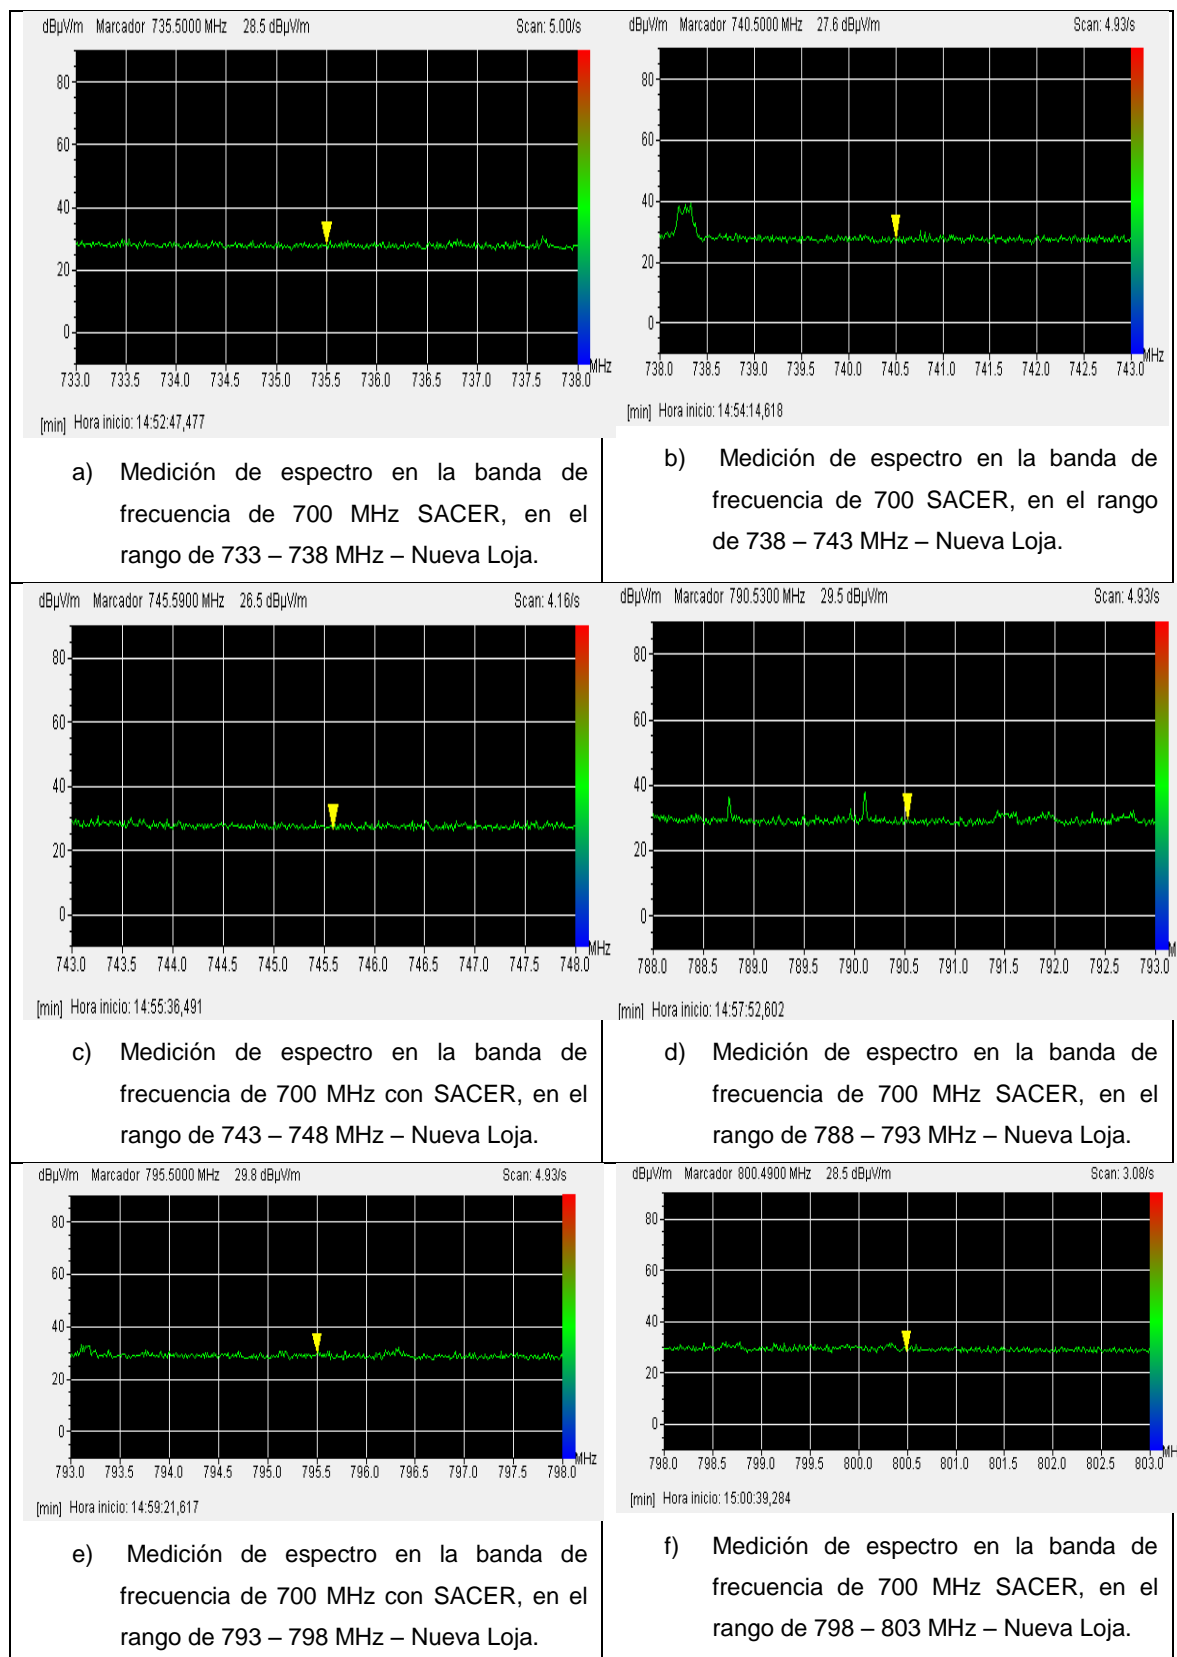 dBµV/m Marcador 735.5000 MHz 28.5 dBµV/m Scan: 5.00/s
80
60
40
20
0
MHz
733.0 733.5 734.0 734.5 735.0 735.5 736.0 736.5 737.0 737.5 738.0
[min] Hora inicio: 14:52:47,477
a) Medición de espectro en la banda de
frecuencia de 700 MHz SACER, en el
rango de 733 – 738 MHz – Nueva Loja.
dBµV/m Marcador 740.5000 MHz 27.6 dBµV/m Scan: 4.93/s
80
60
40
20
0
MHz
738.0 738.5 739.0 739.5 740.0 740.5 741.0 741.5 742.0 742.5 743.0
[min] Hora inicio: 14:54:14,618
b) Medición de espectro en la banda de
frecuencia de 700 SACER, en el rango
de 738 – 743 MHz – Nueva Loja.
dBµV/m Marcador 745.5900 MHz 26.5 dBµV/m Scan: 4.16/s
80
60
40
20
0
MHz
743.0 743.5 744.0 744.5 745.0 745.5 746.0 746.5 747.0 747.5 748.0
[min] Hora inicio: 14:55:36,491
c) Medición de espectro en la banda de
frecuencia de 700 MHz con SACER, en el
rango de 743 – 748 MHz – Nueva Loja.
dBµV/m Marcador 790.5300 MHz 29.5 dBµV/m Scan: 4.93/s
80
60
40
20
0
M
788.0 788.5 789.0 789.5 790.0 790.5 791.0 791.5 792.0 792.5 793.0
[min] Hora inicio: 14:57:52,602
d) Medición de espectro en la banda de
frecuencia de 700 MHz SACER, en el
rango de 788 – 793 MHz – Nueva Loja.
dBµV/m Marcador 795.5000 MHz 29.8 dBµV/m Scan: 4.93/s
80
60
40
20
0
MHz
793.0 793.5 794.0 794.5 795.0 795.5 796.0 796.5 797.0 797.5 798.0
[min] Hora inicio: 14:59:21,617
e) Medición de espectro en la banda de
frecuencia de 700 MHz con SACER, en el
rango de 793 – 798 MHz – Nueva Loja.
dBµV/m Marcador 800.4900 MHz 28.5 dBµV/m Scan: 3.08/s
80
60
40
20
0
MH
798.0 798.5 799.0 799.5 800.0 800.5 801.0 801.5 802.0 802.5 803.0
[min] Hora inicio: 15:00:39,284
f) Medición de espectro en la banda de
frecuencia de 700 MHz SACER, en el
rango de 798 – 803 MHz – Nueva Loja.